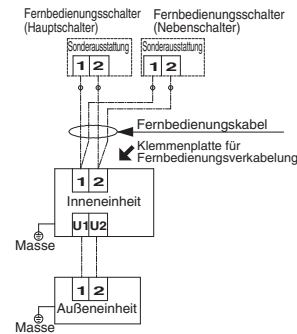 Fernbedienungsschalter
(Hauptschalter)
Fernbedienungsschalter
(Nebenschalter)
Sonderausstattung
1 2
Sonderausstattung
1 2
Fernbedienungskabel
Klemmenplatte für
Fernbedienungsverkabelung
1 2
Inneneinheit
U1 U2
Masse
1 2
Außeneinheit
Masse